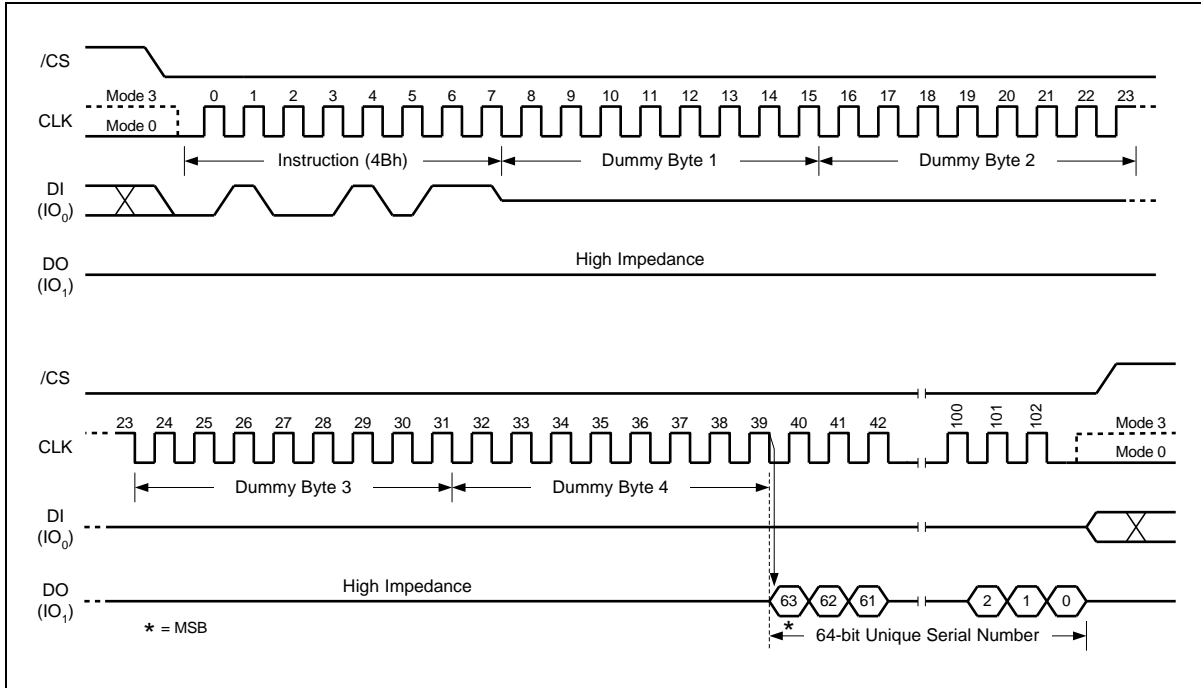 /CS
Mode 3
0 1 2 3 4 5 6 7 8 9 10 11 12 13 14 15 16 17 18 19 20 21 22 23
CLK
Mode 0
Instruction (4Bh) Dummy Byte 1 Dummy Byte 2
DI
(IO0)
High Impedance
DO
(IO1)
/CS
23 24 25 26 27 28 29 30 31 32 33 34 35 36 37 38 39 40 41 42 100 101 102
Mode 3
CLK
Mode 0
Dummy Byte 3 Dummy Byte 4
DI
(IO0)
High Impedance
DO
(IO1)
63 62 61 2 1 0
* = MSB
*
64-bit Unique Serial Number